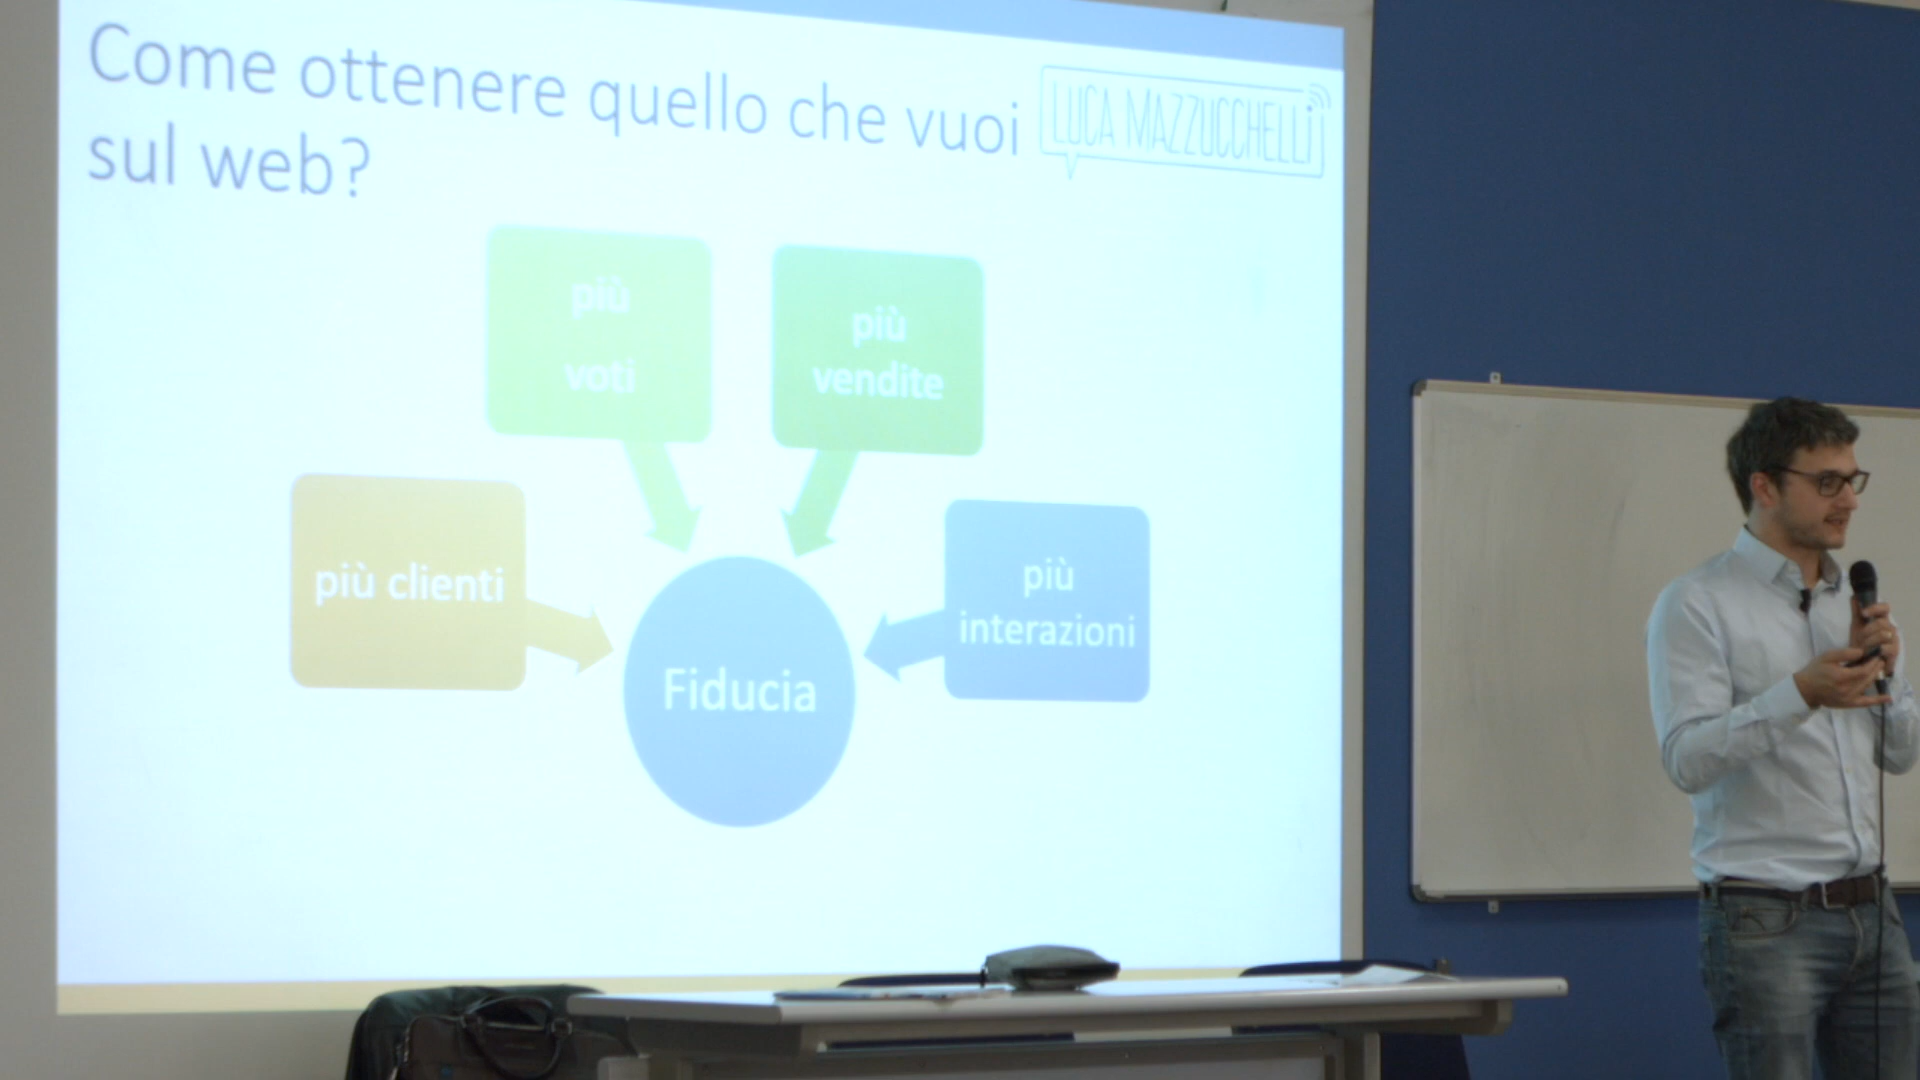 Come ottenere quello che vuoi
sul web?
LUCA MAZZUCCHELLI
più
voti
più
vendite
più clienti
più
interazioni
Fiducia